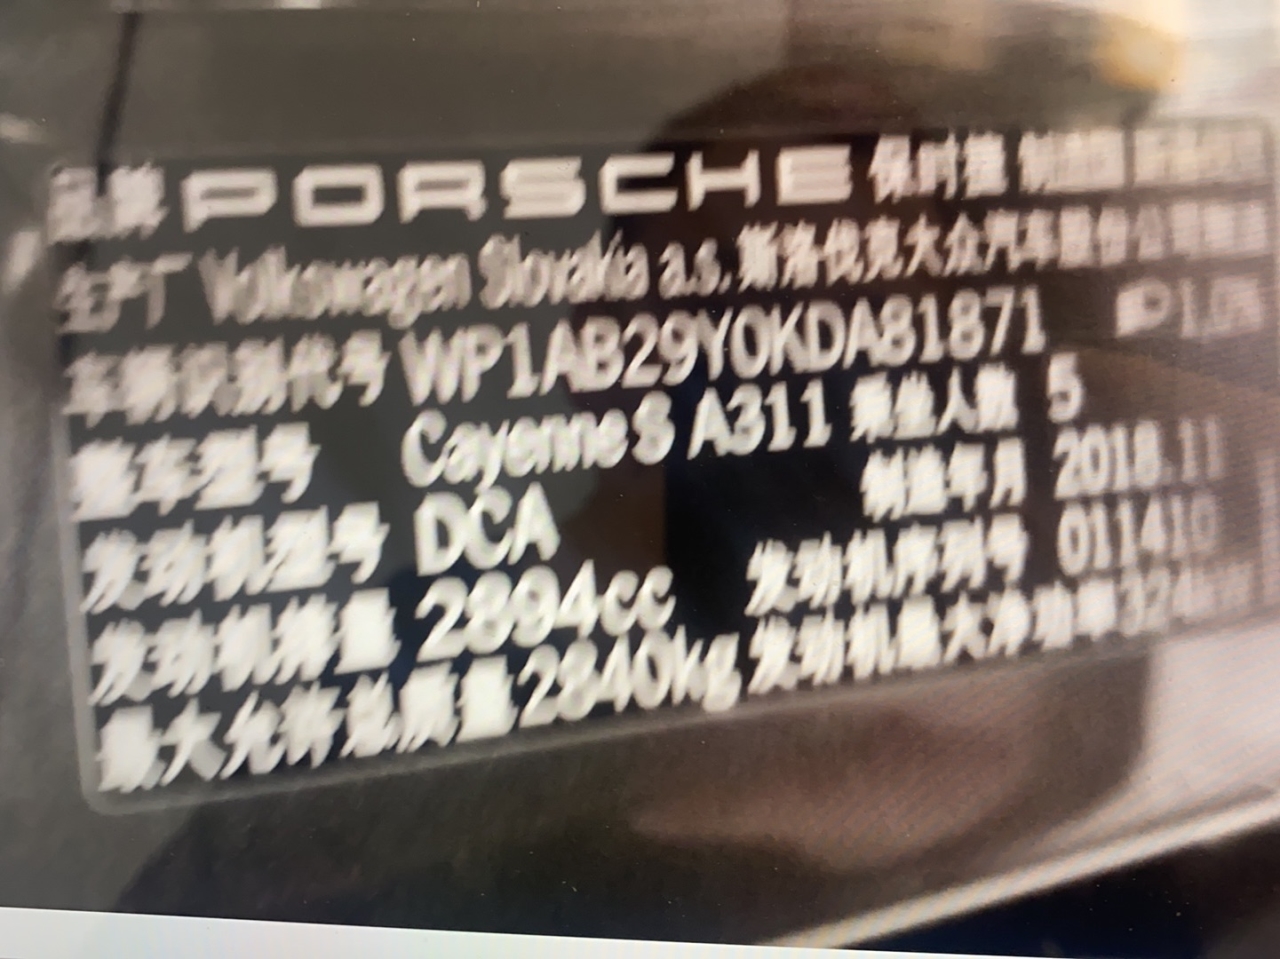 品牌 PORSCHE 保时捷 制造国
生产厂 Volkswagen Slovakia a.s. 斯洛伐克大众汽车股份公司
车辆识别代号 WP1AB29Y0KDA81871
整车型号 Cayenne S A311 乘坐人数 5
发动机型号 DCA 制造年月 2018.11
发动机排量 2894cc 发动机序列号 011410
最大允许总质量 2840kg 发动机最大净功率 324kW